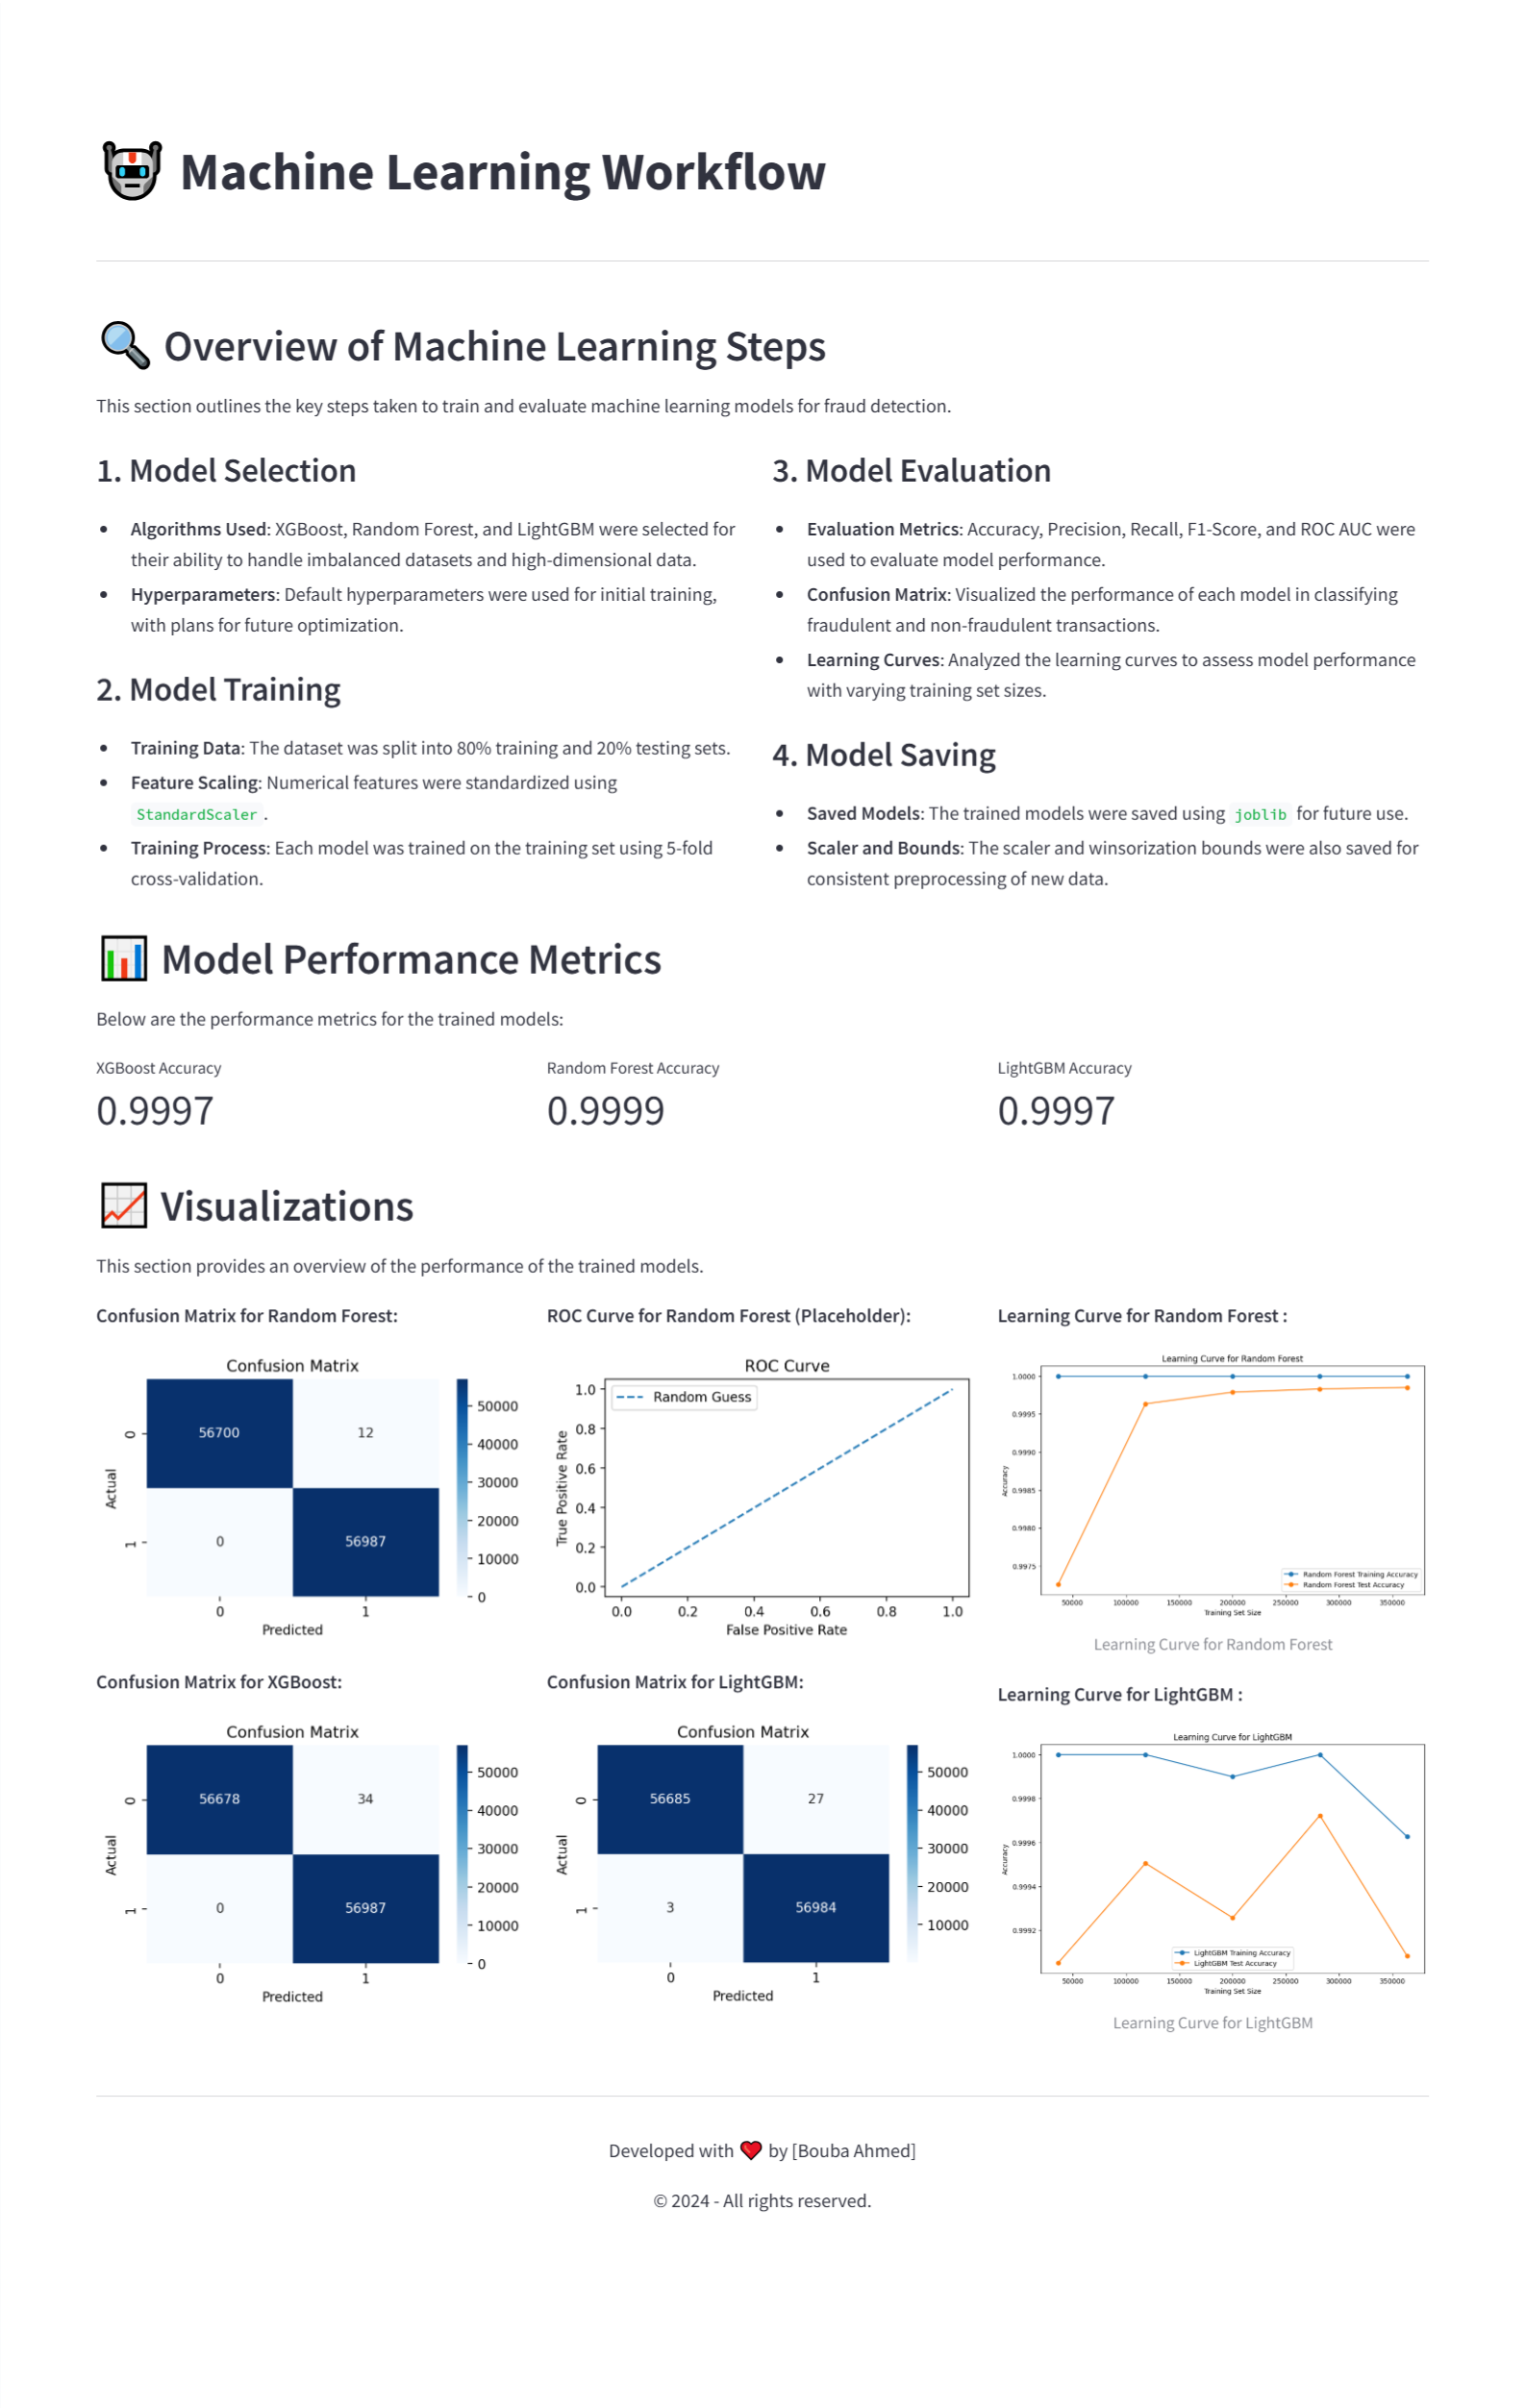 Machine Learning Workflow
Overview of Machine Learning Steps
This section outlines the key steps taken to train and evaluate machine learning models for fraud detection.
1. Model Selection
Algorithms Used: XGBoost, Random Forest, and LightGBM were selected for
their ability to handle imbalanced datasets and high-dimensional data.
Hyperparameters: Default hyperparameters were used for initial training,
with plans for future optimization.
2. Model Training
Training Data: The dataset was split into 80% training and 20% testing sets.
Feature Scaling: Numerical features were standardized using
StandardScaler.
Training Process: Each model was trained on the training set using 5-fold
cross-validation.
3. Model Evaluation
Evaluation Metrics: Accuracy, Precision, Recall, F1-Score, and ROC AUC were
used to evaluate model performance.
Confusion Matrix: Visualized the performance of each model in classifying
fraudulent and non-fraudulent transactions.
Learning Curves: Analyzed the learning curves to assess model performance
with varying training set sizes.
4. Model Saving
Saved Models: The trained models were saved using joblib for future use.
Scaler and Bounds: The scaler and winsorization bounds were also saved for
consistent preprocessing of new data.
Model Performance Metrics
Below are the performance metrics for the trained models:
XGBoost Accuracy
0.9997
Random Forest Accuracy
0.9999
LightGBM Accuracy
0.9997
Visualizations
This section provides an overview of the performance of the trained models.
Confusion Matrix for Random Forest:
Confusion Matrix
56700 12
0 56987
0
1
Actual
0 1
Predicted
50000
40000
30000
20000
10000
0
ROC Curve for Random Forest (Placeholder):
ROC Curve
Random Guess
True Positive Rate
1.0
0.8
0.6
0.4
0.2
0.0
0.0 0.2 0.4 0.6 0.8 1.0
False Positive Rate
Learning Curve for Random Forest :
Learning Curve for Random Forest
Accuracy
1.0000
0.9995
0.9990
0.9985
0.9980
0.9975
Random Forest Training Accuracy
Random Forest Test Accuracy
50000 100000 150000 200000 250000 300000 350000
Training Set Size
Learning Curve for Random Forest
Confusion Matrix for XGBoost:
Confusion Matrix
56678 34
0 56987
0
1
Actual
0 1
Predicted
50000
40000
30000
20000
10000
0
Confusion Matrix for LightGBM:
Confusion Matrix
56685 27
3 56984
0
1
Actual
0 1
Predicted
50000
40000
30000
20000
10000
Learning Curve for LightGBM :
Learning Curve for LightGBM
Accuracy
1.0000
0.9998
0.9996
0.9994
0.9992
LightGBM Training Accuracy
LightGBM Test Accuracy
50000 100000 150000 200000 250000 300000 350000
Training Set Size
Learning Curve for LightGBM
Developed with ❤️ by [Bouba Ahmed]
© 2024 - All rights reserved.